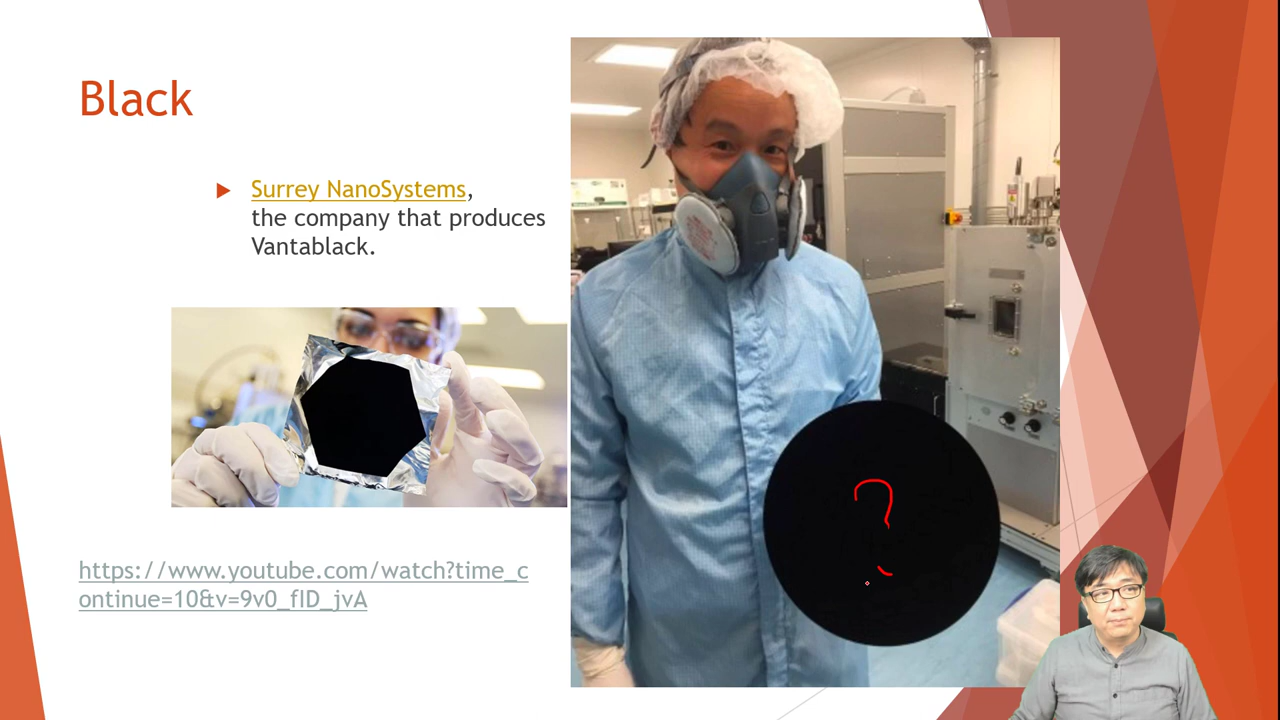 Black
Surrey NanoSystems,
the company that produces
Vantablack.
https://www.youtube.com/watch?time_c
ontinue=10&v=9v0_fID_jvA
?